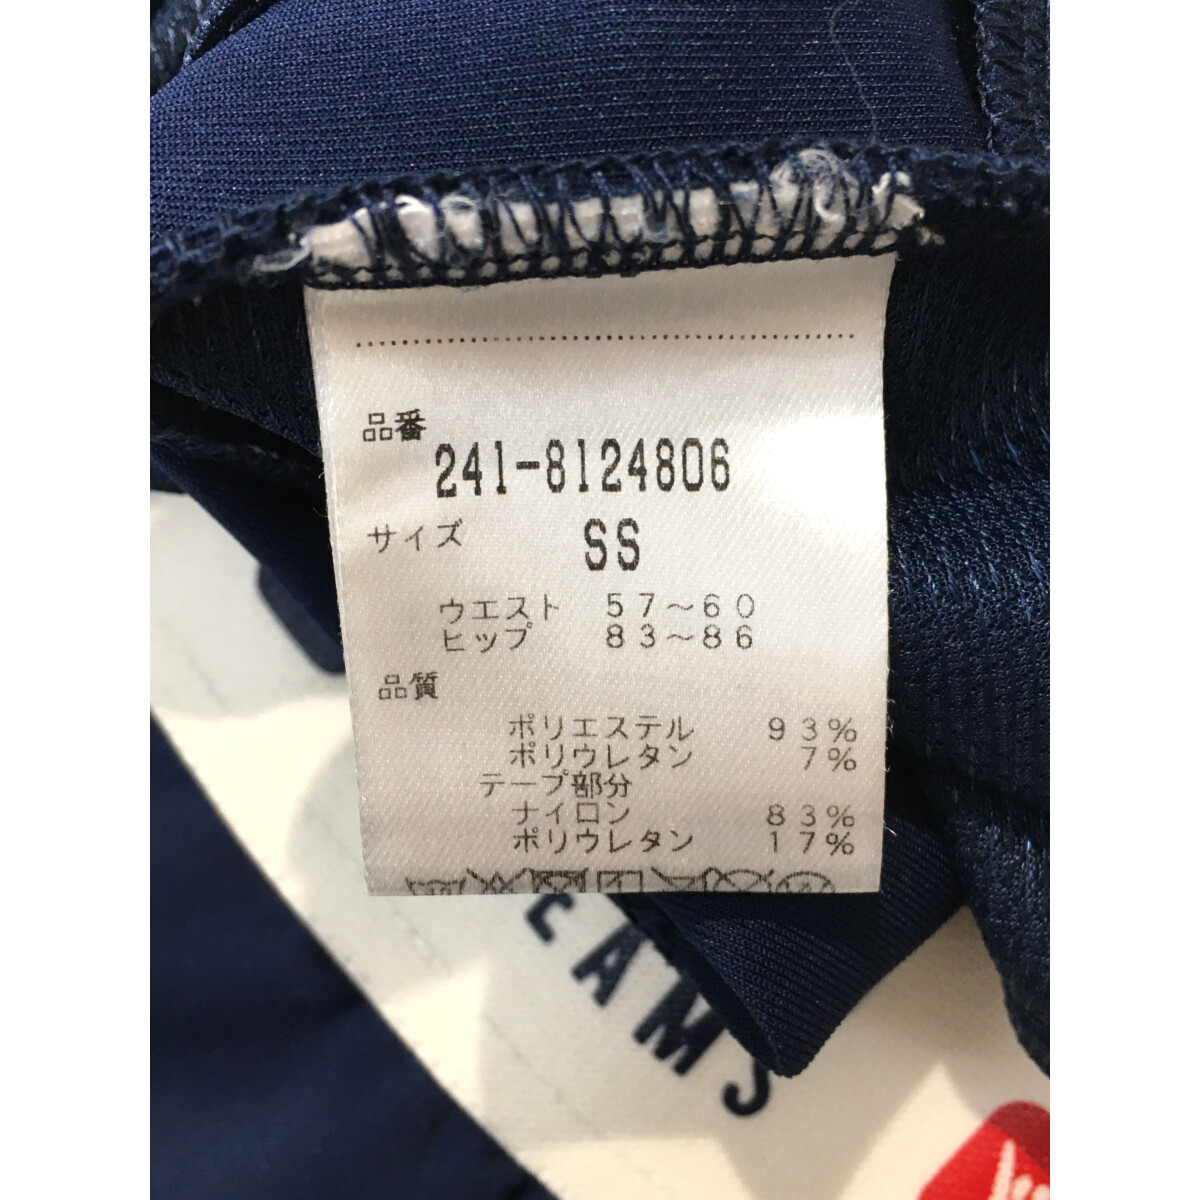 品番
241-8124806
サイズ SS
ウエスト 57～60
ヒップ 83～86
品質
ポリエステル 93%
ポリウレタン 7%
テープ部分
ナイロン 83%
ポリウレタン 17%
EAMS